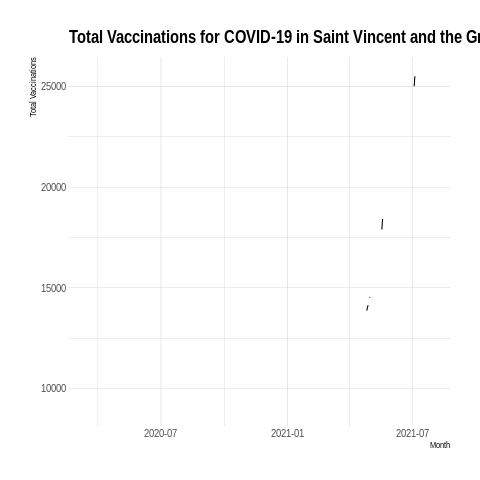 Total Vaccinations for COVID-19 in Saint Vincent and the Gr
Total Vaccinations
25000
20000
15000
10000
2020-07 2021-01 2021-07
Month